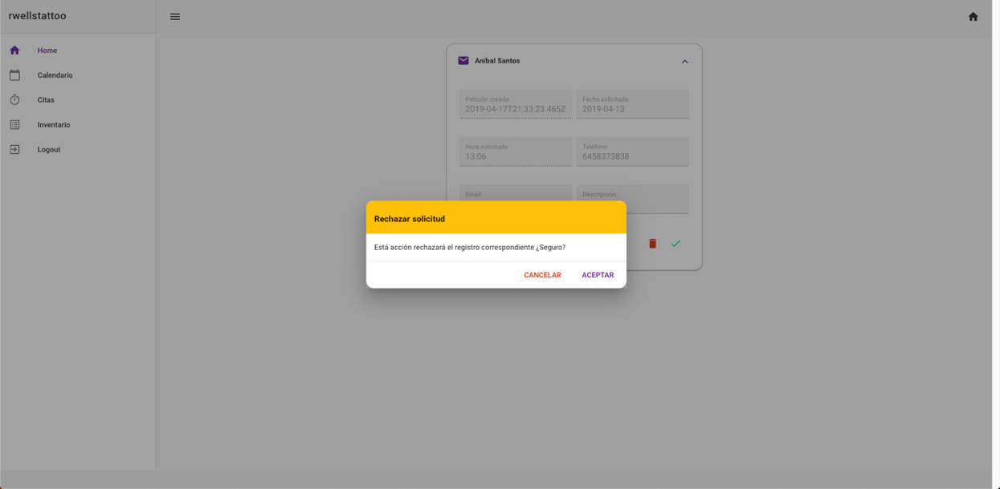 rwellstattoo
Home
Calendario
Citas
Inventario
Logout
Anibal Santos
Petición creada: Fecha solicitada:
2019-04-17T21:33:23.465Z 2019-04-13
Hora solicitada: Teléfono:
13:06 6458373838
Email: Descripción:
Rechazar solicitud
Está acción rechazará el registro correspondiente ¿Seguro?
CANCELAR ACEPTAR